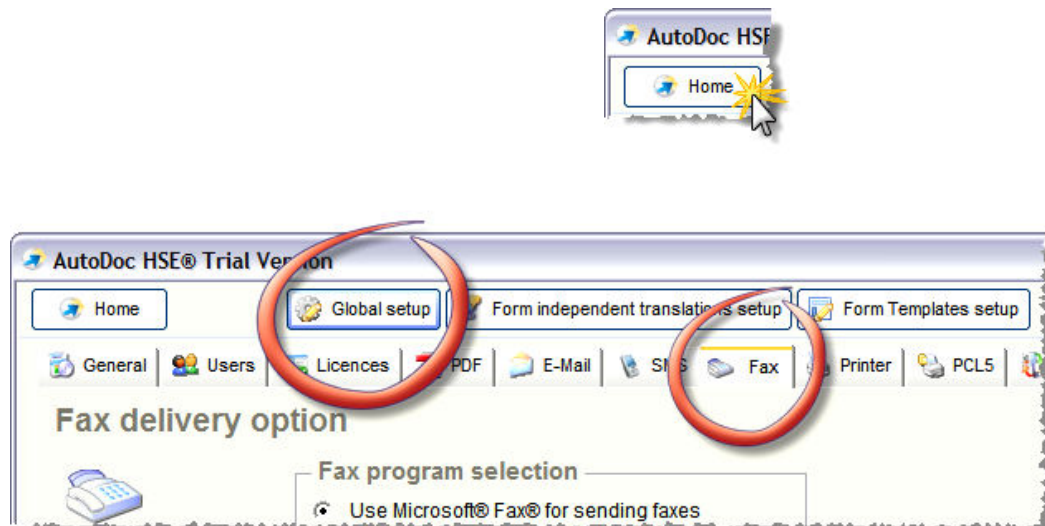 AutoDoc HSE
Home
AutoDoc HSE® Trial Version
Home Global setup Form independent translations setup Form Templates setup
General Users Licences PDF E-Mail SMS Fax Printer PCL5
Fax delivery option
Fax program selection
Use Microsoft® Fax® for sending faxes